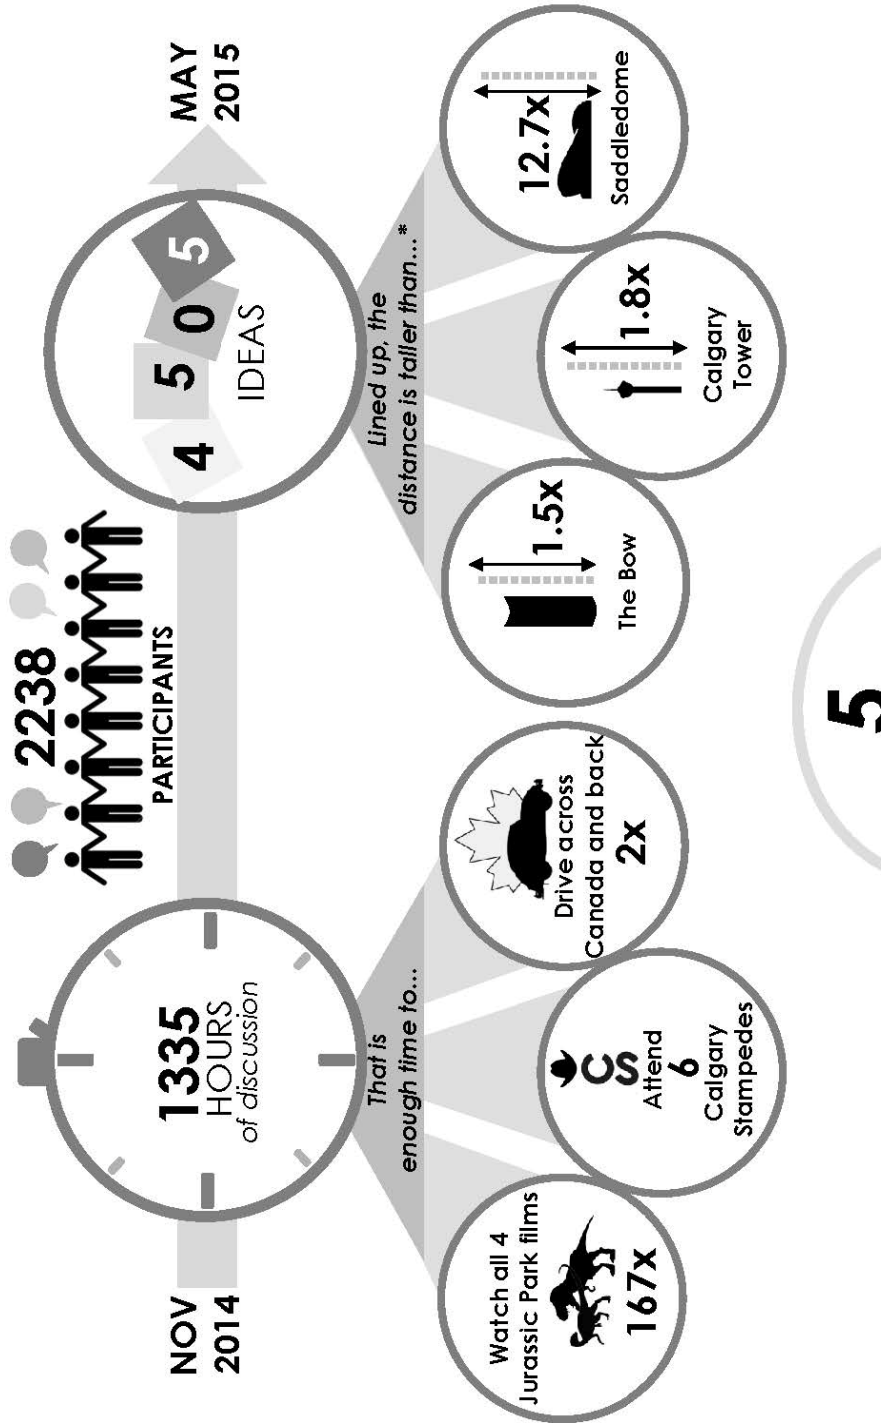 NOV
2014
1335
HOURS
of discussion
2238
PARTICIPANTS
4 5 0 5
IDEAS
MAY
2015
That is
enough time to...
Watch all 4
Jurassic Park films
167x
CS
Attend
6
Calgary
Stampedes
Drive across
Canada and back
2x
Lined up, the
distance is taller than...*
1.5x
The Bow
1.8x
Calgary
Tower
12.7x
Saddledome
5